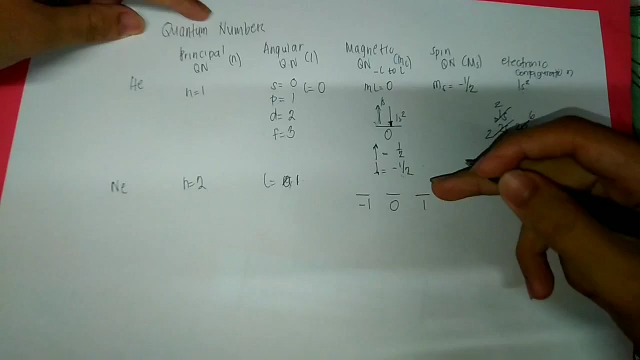 Quantum Numbers
Principal QN (n)
Angular QN (l)
Magnetic QN (ml)
-l to l
Spin QN (Ms)
electronic configuration
He
n=1
s=0 l=0
p=1
d=2
f=3
ml=0
ms=-1/2
1s²
1s²
0
↑ = 1/2
↓ = -1/2
Ne
n=2
l= 1
-1 0 1